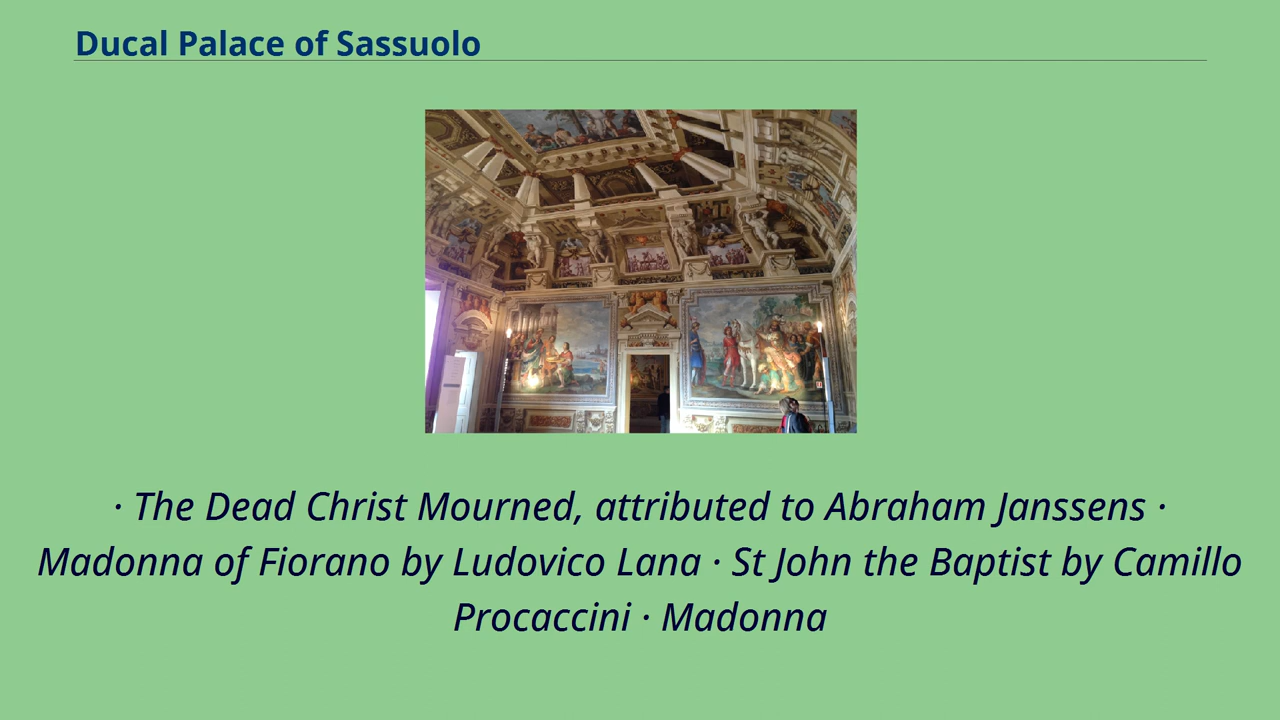 Ducal Palace of Sassuolo
· The Dead Christ Mourned, attributed to Abraham Janssens ·
Madonna of Fiorano by Ludovico Lana · St John the Baptist by Camillo
Procaccini · Madonna